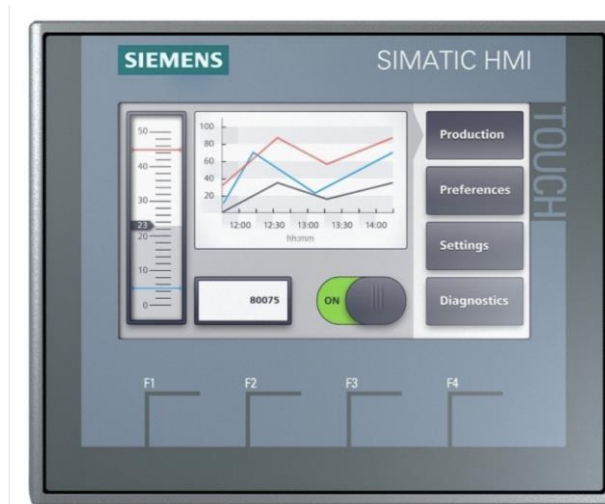 SIEMENS
SIMATIC HMI
TOUCH
50
40
30
23
20
10
0
100
80
60
40
20
12:00 12:30 13:00 13:30 14:00
hh:mm
80075
ON
Production
Preferences
Settings
Diagnostics
F1 F2 F3 F4